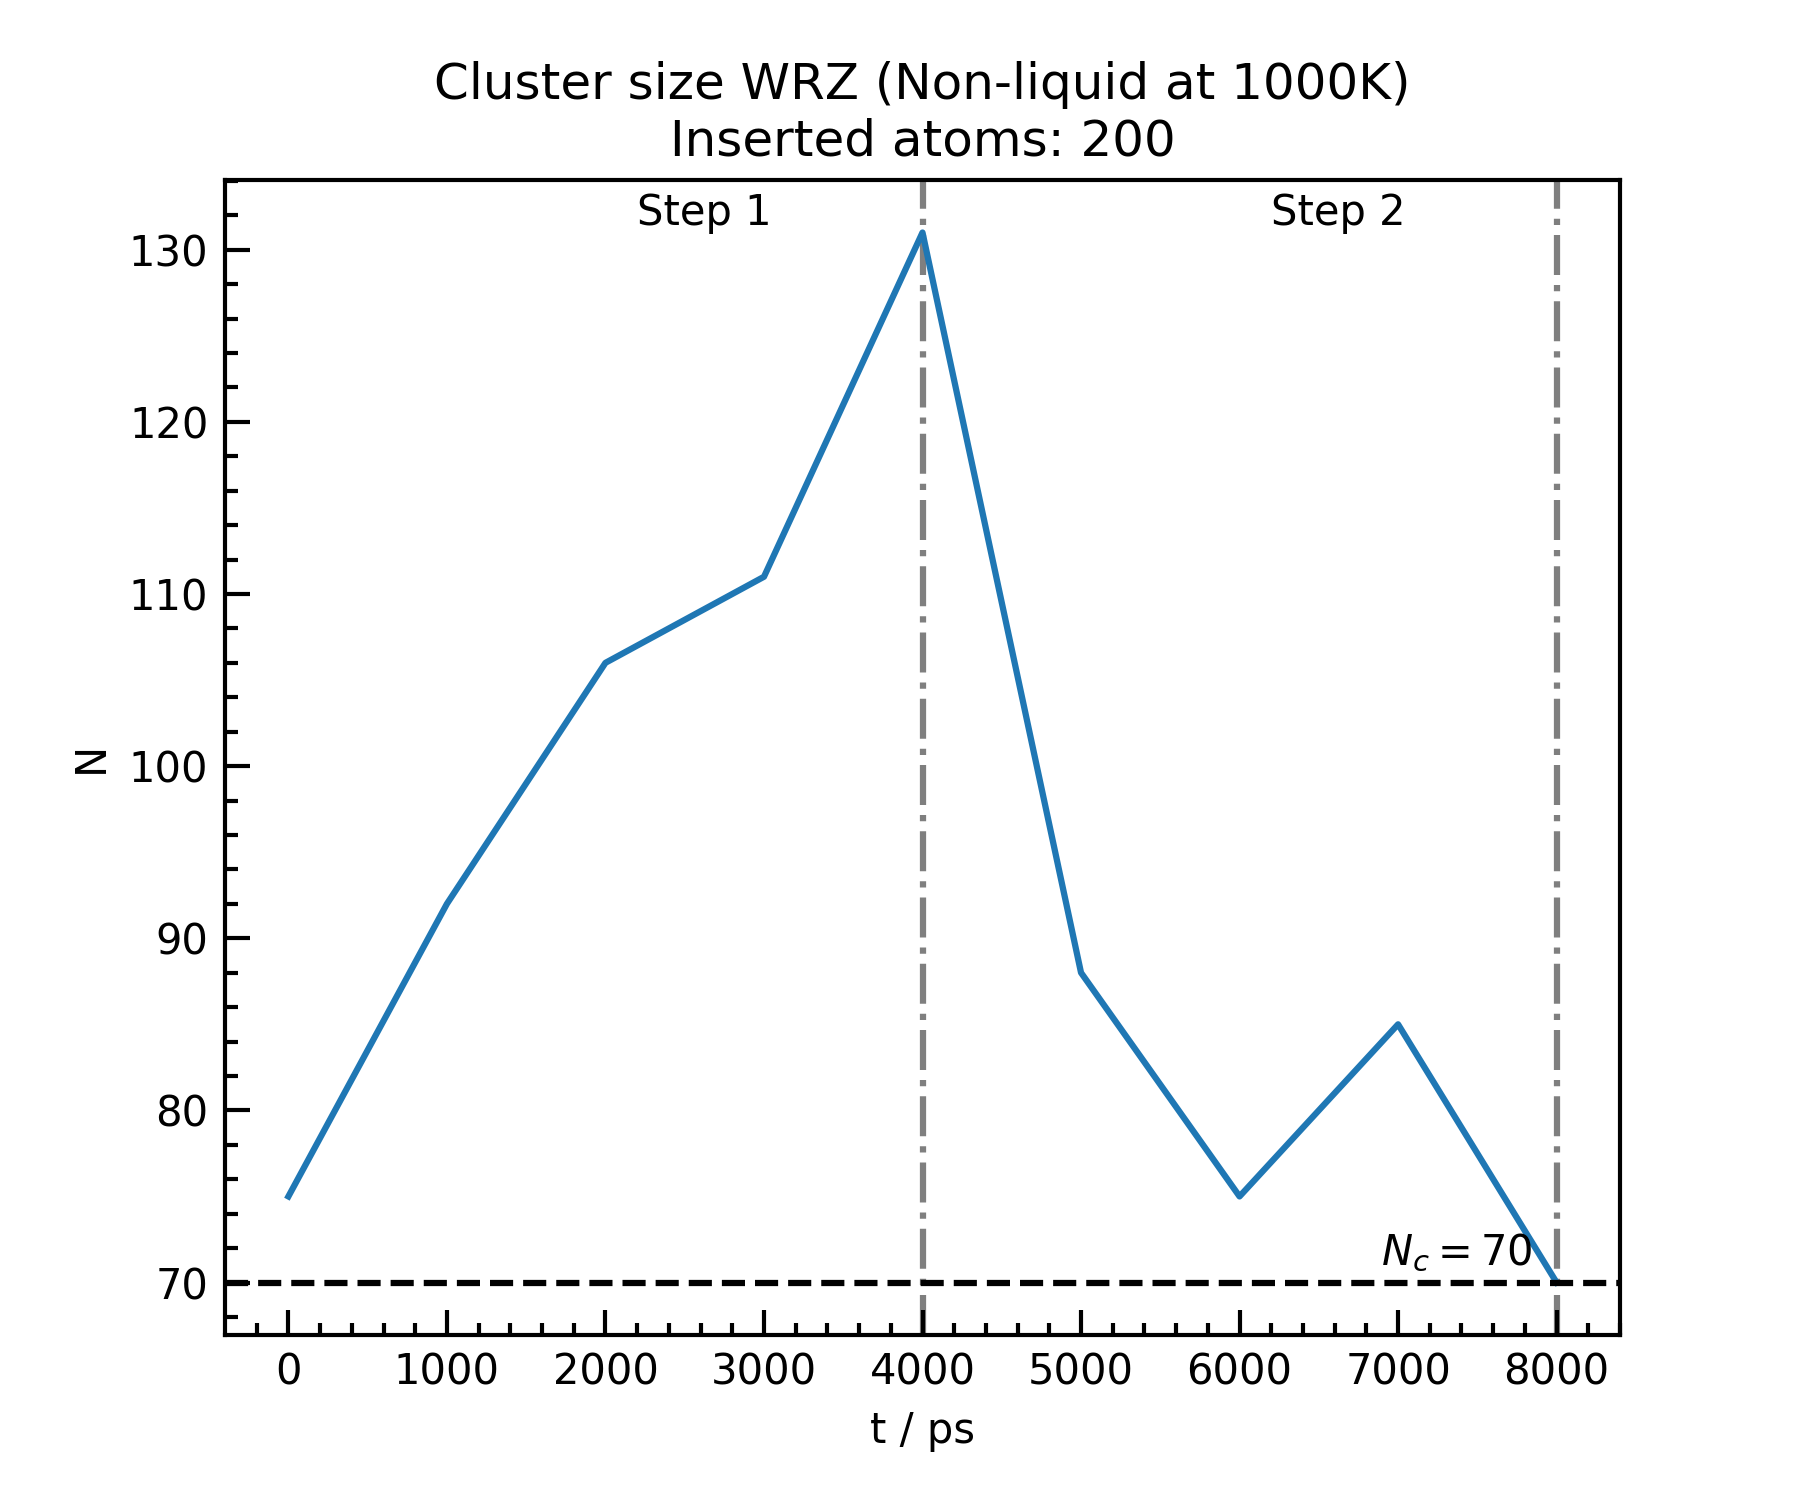 Cluster size WRZ (Non-liquid at 1000K)
Inserted atoms: 200
Step 1
Step 2
130
120
110
100
90
80
70
N
N_c = 70
0 1000 2000 3000 4000 5000 6000 7000 8000
t / ps